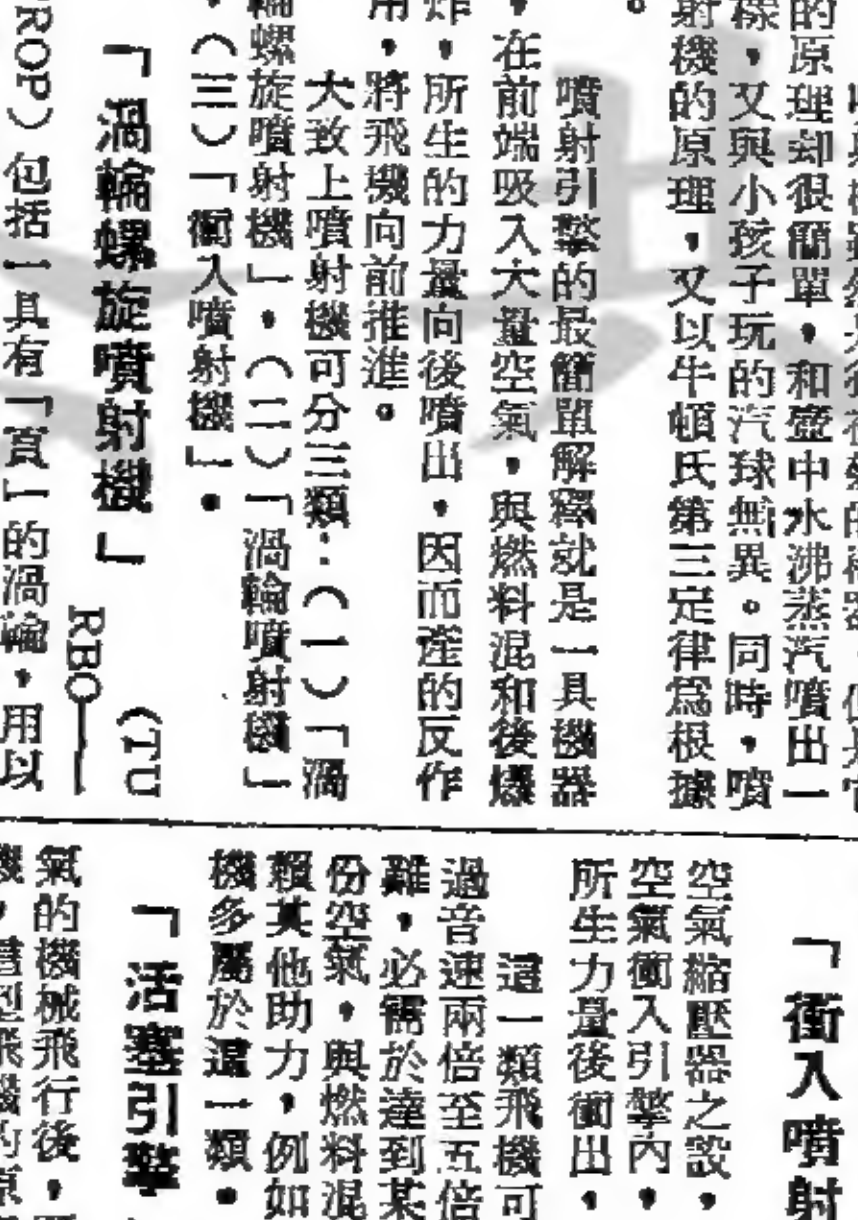 的原理却很簡單，和壺中水沸蒸汽噴出一
樣，又與小孩子玩的汽球無異。同時，噴
射機的原理，又以牛頓氏第三定律爲根據
。
噴射引擎的最簡單解釋就是一具機器
，在前端吸入大量空氣，與燃料混和後爆
炸，所生的力量向後噴出，因而產的反作
用，將飛機向前推進。
大致上噴射機可分三類：（一）「渦
輪螺旋噴射機」，（二）「渦輪噴射機」
，（三）「衝入噴射機」。
「渦輪螺旋噴射機」
（TU
RBO—
PROP）包括一具有「頁」的渦輪，用以
「衝入噴射
空氣縮壓器之設，
空氣衝入引擎內，
所生力量後衝出，
這一類飛機可
過音速兩倍至五倍
難，必需於達到某
份空氣，與燃料混
賴其他助力，例如
機多屬於這一類。
「活塞引擎
氣的機械飛行後，